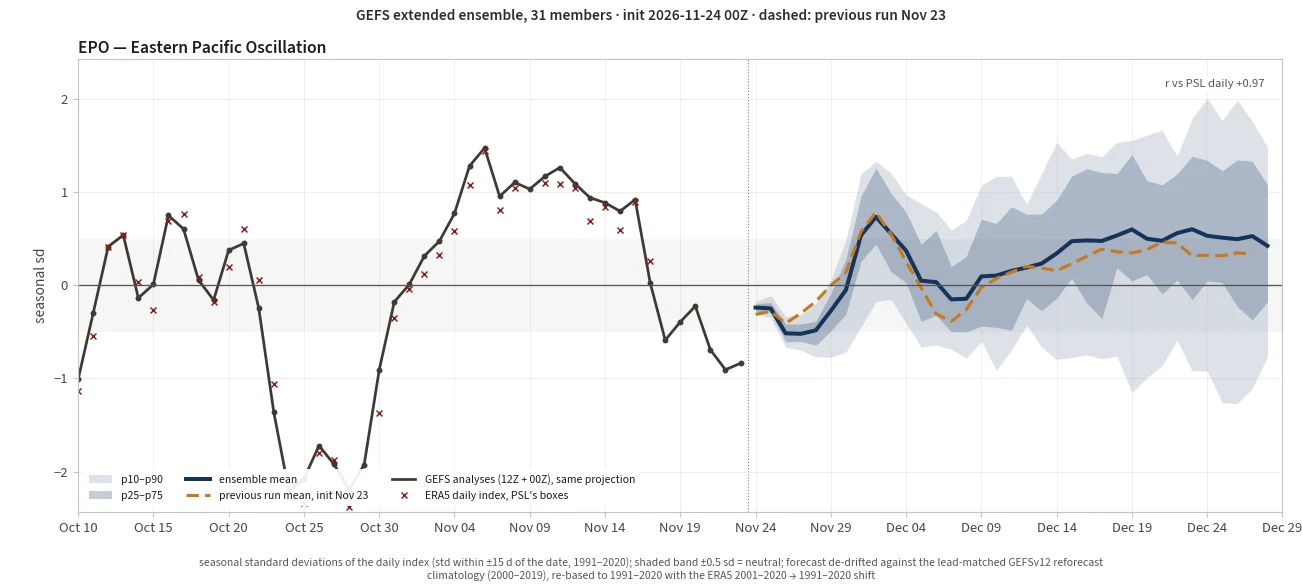 GEFS extended ensemble, 31 members · init 2026-11-24 00Z · dashed: previous run Nov 23
EPO — Eastern Pacific Oscillation
r vs PSL daily +0.97
seasonal sd
2
1
0
−1
−2
p10–p90
p25–p75
ensemble mean
previous run mean, init Nov 23
GEFS analyses (12Z + 00Z), same projection
ERA5 daily index, PSL's boxes
Oct 10 Oct 15 Oct 20 Oct 25 Oct 30 Nov 04 Nov 09 Nov 14 Nov 19 Nov 24 Nov 29 Dec 04 Dec 09 Dec 14 Dec 19 Dec 24 Dec 29
seasonal standard deviations of the daily index (std within ±15 d of the date, 1991–2020); shaded band ±0.5 sd = neutral; forecast de-drifted against the lead-matched GEFSv12 reforecast
climatology (2000–2019), re-based to 1991–2020 with the ERA5 2001–2020 → 1991–2020 shift